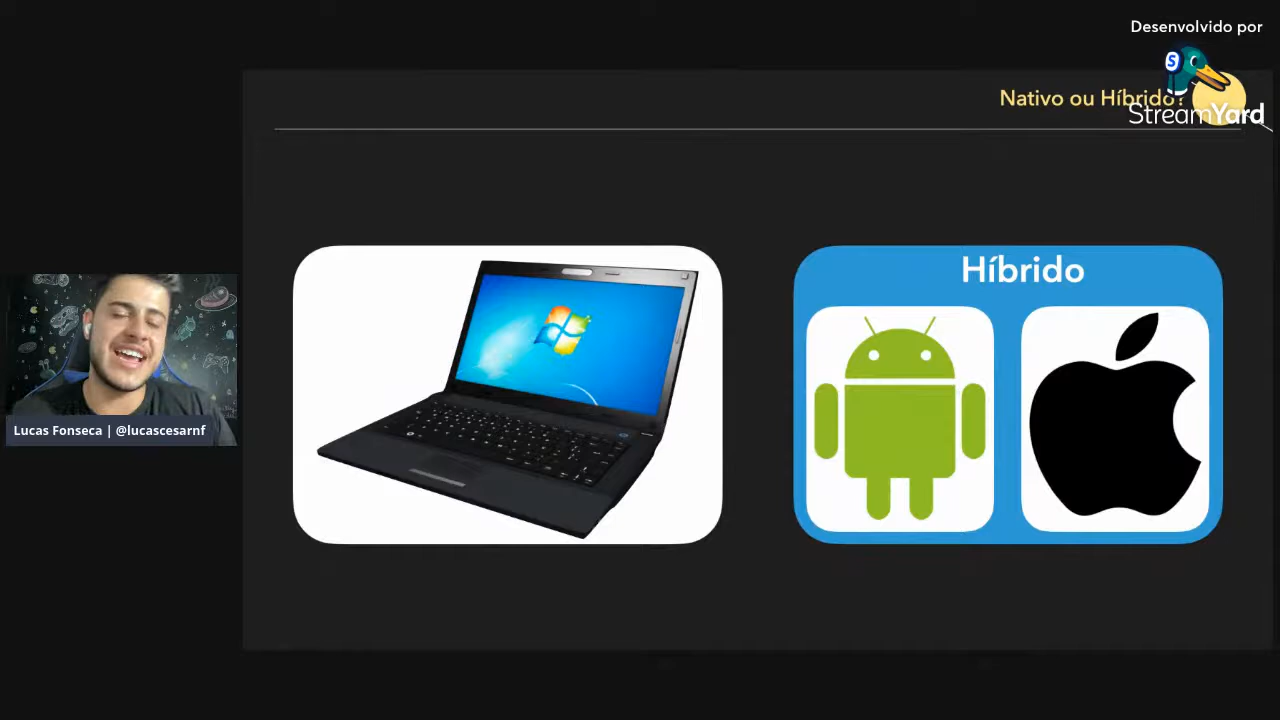 Desenvolvido por
StreamYard
Nativo ou Híbrido?
Híbrido
Lucas Fonseca | @lucascesarnf